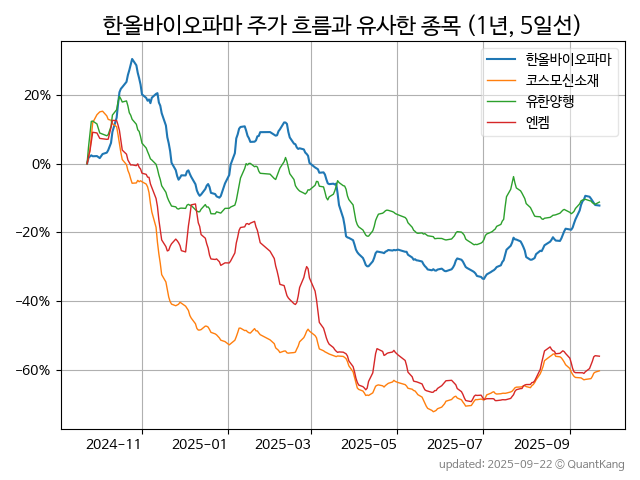 한올바이오파마 주가 흐름과 유사한 종목 (1년, 5일선)
한올바이오파마
코스모신소재
유한양행
엔켐
20%
0%
−20%
−40%
−60%
2024-11
2025-01
2025-03
2025-05
2025-07
2025-09
updated: 2025-09-22 © QuantKang